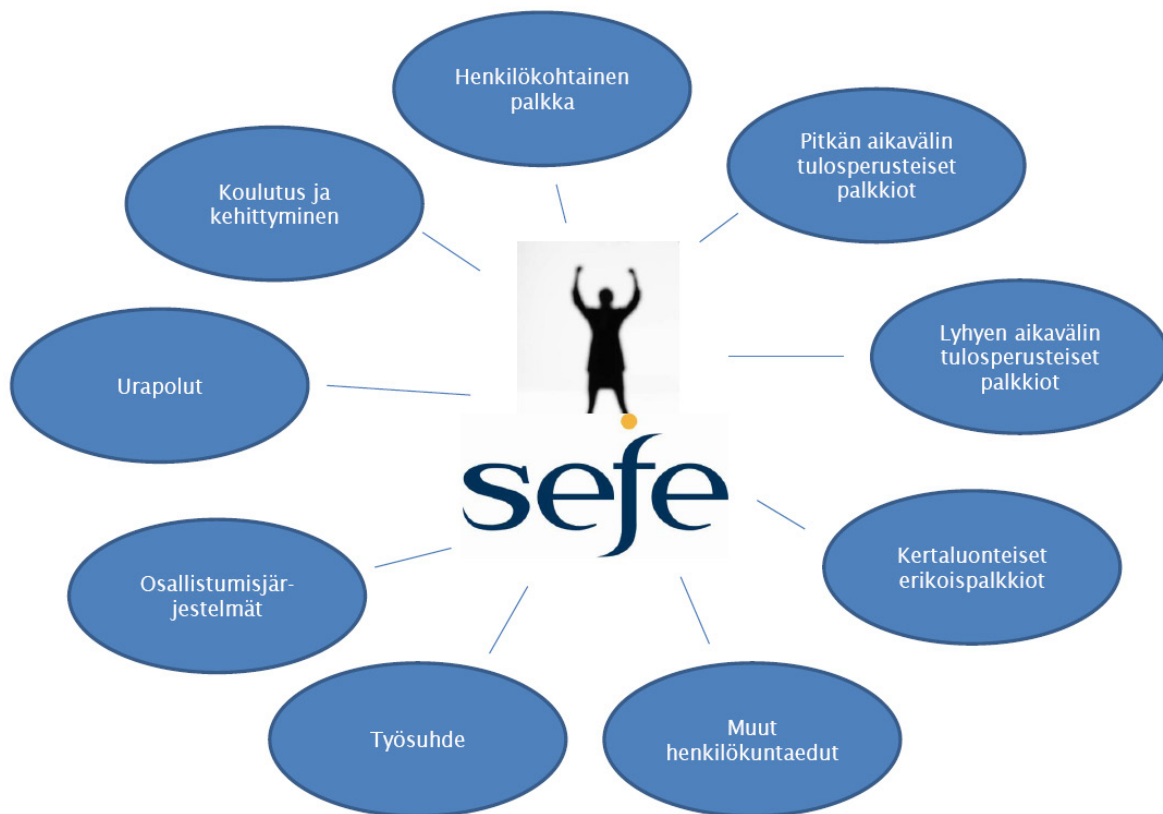 Henkilökohtainen
palkka
Pitkän aikavälin
tulosperusteiset
palkkiot
Koulutus ja
kehittyminen
Lyhyen aikavälin
tulosperusteiset
palkkiot
Urapolut
sefe
Kertaluonteiset
erikoispalkkiot
Osallistumisjär-
jestelmät
Työsuhde
Muut
henkilökuntaedut